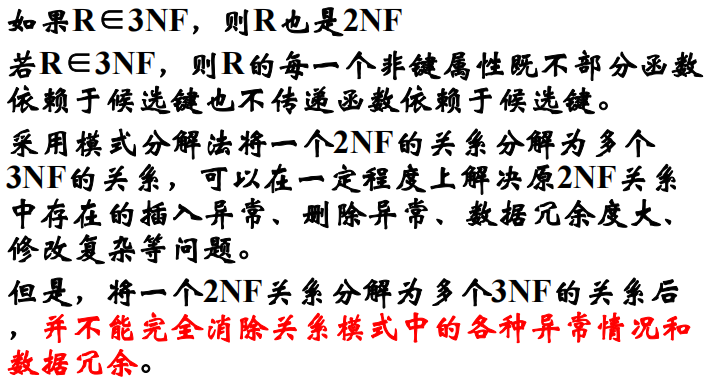 如果R∈3NF，则R也是2NF
若R∈3NF，则R的每一个非键属性既不部分函数
依赖于候选键也不传递函数依赖于候选键。
采用模式分解法将一个2NF的关系分解为多个
3NF的关系，可以在一定程度上解决原2NF关系
中存在的插入异常、删除异常、数据冗余度大、
修改复杂等问题。
但是，将一个2NF关系分解为多个3NF的关系后
，并不能完全消除关系模式中的各种异常情况和
数据冗余。